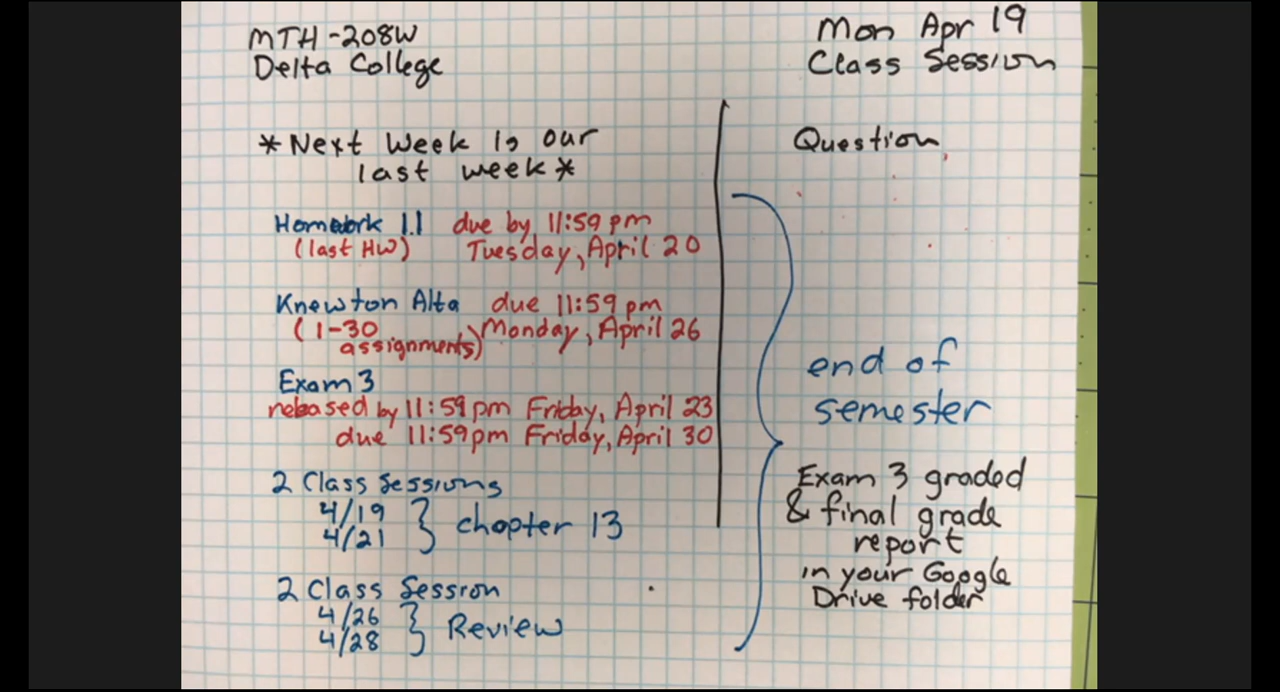 MTH-208W
Delta College
Mon Apr 19
Class Session
*Next Week is our
last week*
Homework 11 due by 11:59 pm
(last HW) Tuesday, April 20
Knewton Alta due 11:59 pm
(1-30 assignments) Monday, April 26
Exam 3
released by 11:59 pm Friday, April 23
due 11:59 pm Friday, April 30
2 Class Sessions
4/19
4/21
} chapter 13
2 Class Session
4/26
4/28
} Review
Question
end of
semester
Exam 3 graded
& final grade
report
in your Google
Drive folder